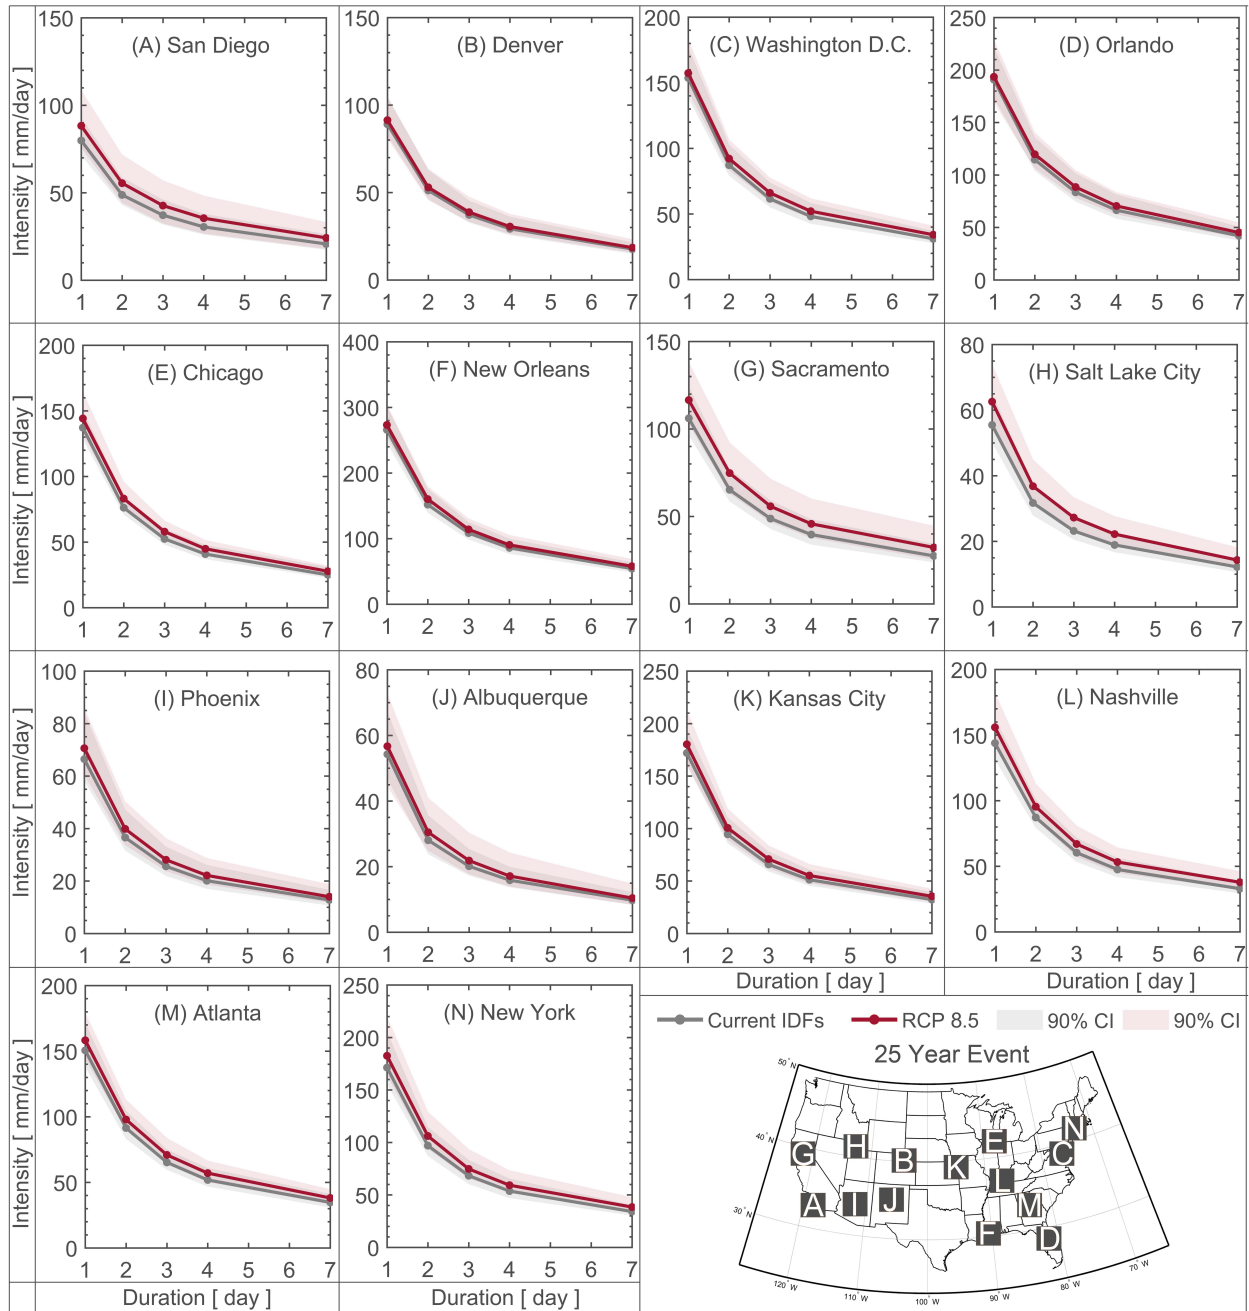 (A) San Diego
Intensity [ mm/day]
150
100
50
0
1 2 3 4 5 6 7
(B) Denver
150
100
50
0
1 2 3 4 5 6 7
(C) Washington D.C.
200
150
100
50
0
1 2 3 4 5 6 7
(D) Orlando
250
200
150
100
50
0
1 2 3 4 5 6 7
(E) Chicago
Intensity [ mm/day]
200
150
100
50
0
1 2 3 4 5 6 7
(F) New Orleans
400
300
200
100
0
1 2 3 4 5 6 7
(G) Sacramento
150
100
50
0
1 2 3 4 5 6 7
(H) Salt Lake City
80
60
40
20
0
1 2 3 4 5 6 7
(I) Phoenix
Intensity [ mm/day]
100
80
60
40
20
0
1 2 3 4 5 6 7
(J) Albuquerque
80
60
40
20
0
1 2 3 4 5 6 7
(K) Kansas City
250
200
150
100
50
0
1 2 3 4 5 6 7
Duration [ day ]
(L) Nashville
200
150
100
50
0
1 2 3 4 5 6 7
Duration [ day ]
(M) Atlanta
Intensity [ mm/day]
200
150
100
50
0
1 2 3 4 5 6 7
Duration [ day ]
(N) New York
250
200
150
100
50
0
1 2 3 4 5 6 7
Duration [ day ]
Current IDFs RCP 8.5 90% CI 90% CI
25 Year Event
50° N
40° N
30° N
120° W
110° W
100° W
90° W
80° W
70° W
G H B K E N C
A I J L M F D